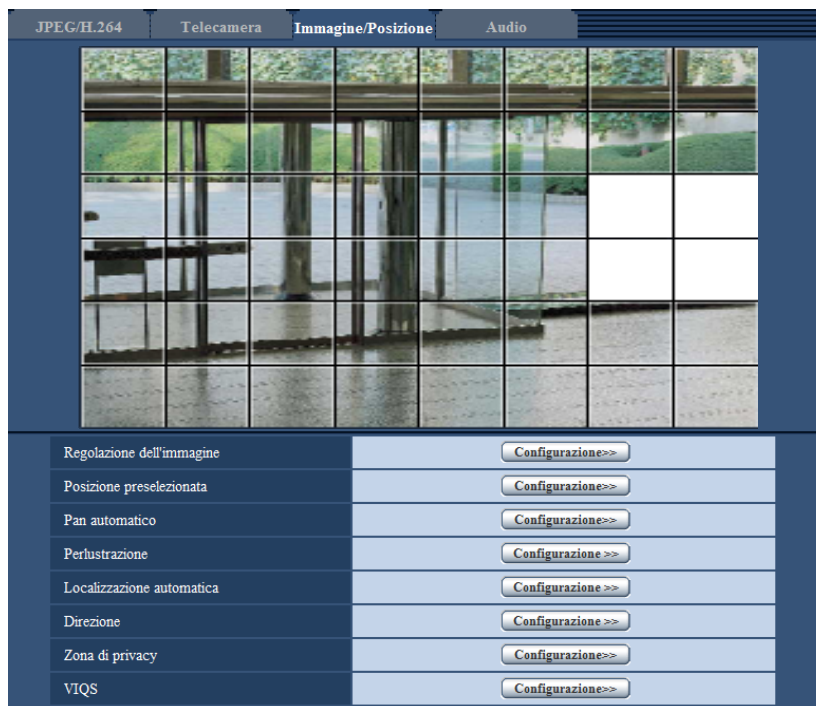 JPEG/H.264 Telecamera Immagine/Posizione Audio
Regolazione dell'immagine Configurazione>>
Posizione preselezionata Configurazione>>
Pan automatico Configurazione>>
Perlustrazione Configurazione >>
Localizzazione automatica Configurazione >>
Direzione Configurazione >>
Zona di privacy Configurazione>>
VIQS Configurazione>>